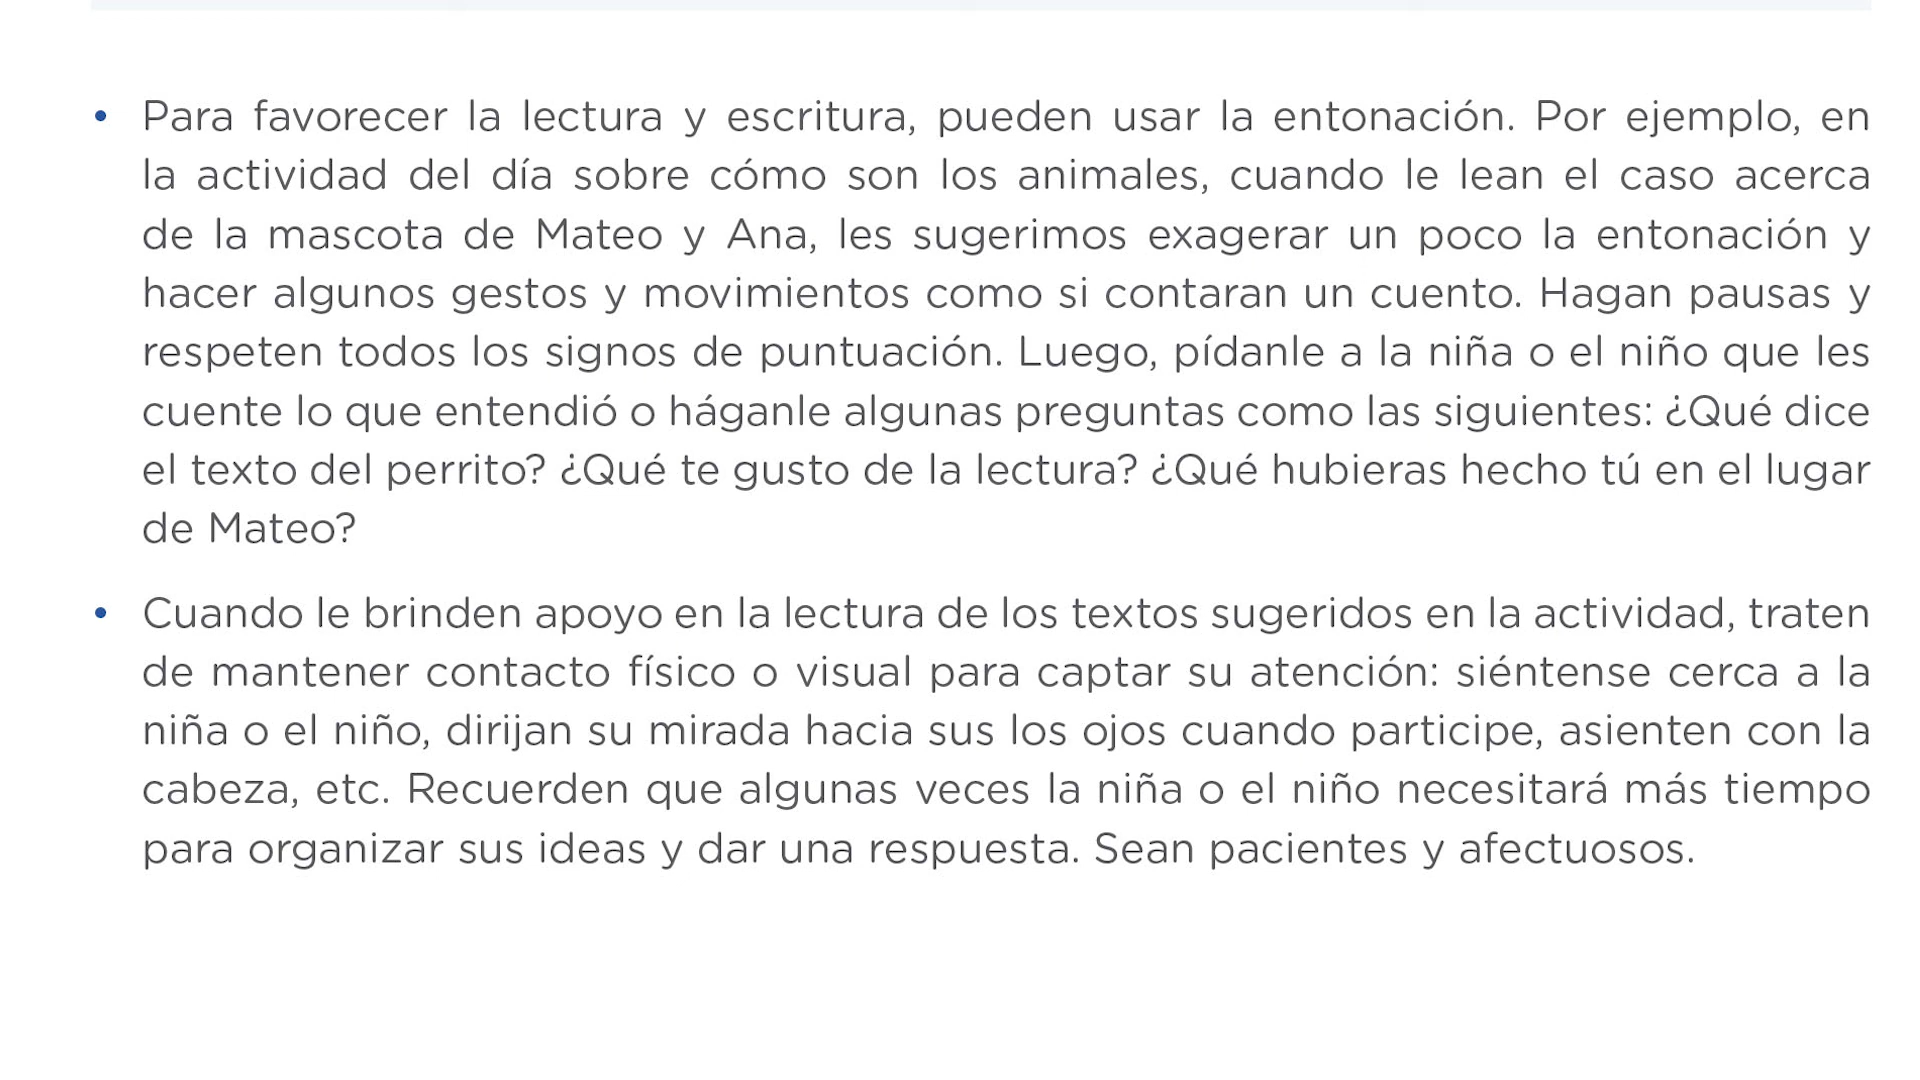 • Para favorecer la lectura y escritura, pueden usar la entonación. Por ejemplo, en
la actividad del día sobre cómo son los animales, cuando le lean el caso acerca
de la mascota de Mateo y Ana, les sugerimos exagerar un poco la entonación y
hacer algunos gestos y movimientos como si contaran un cuento. Hagan pausas y
respeten todos los signos de puntuación. Luego, pídanle a la niña o el niño que les
cuente lo que entendió o háganle algunas preguntas como las siguientes: ¿Qué dice
el texto del perrito? ¿Qué te gusto de la lectura? ¿Qué hubieras hecho tú en el lugar
de Mateo?
• Cuando le brinden apoyo en la lectura de los textos sugeridos en la actividad, traten
de mantener contacto físico o visual para captar su atención: siéntense cerca a la
niña o el niño, dirijan su mirada hacia sus los ojos cuando participe, asienten con la
cabeza, etc. Recuerden que algunas veces la niña o el niño necesitará más tiempo
para organizar sus ideas y dar una respuesta. Sean pacientes y afectuosos.